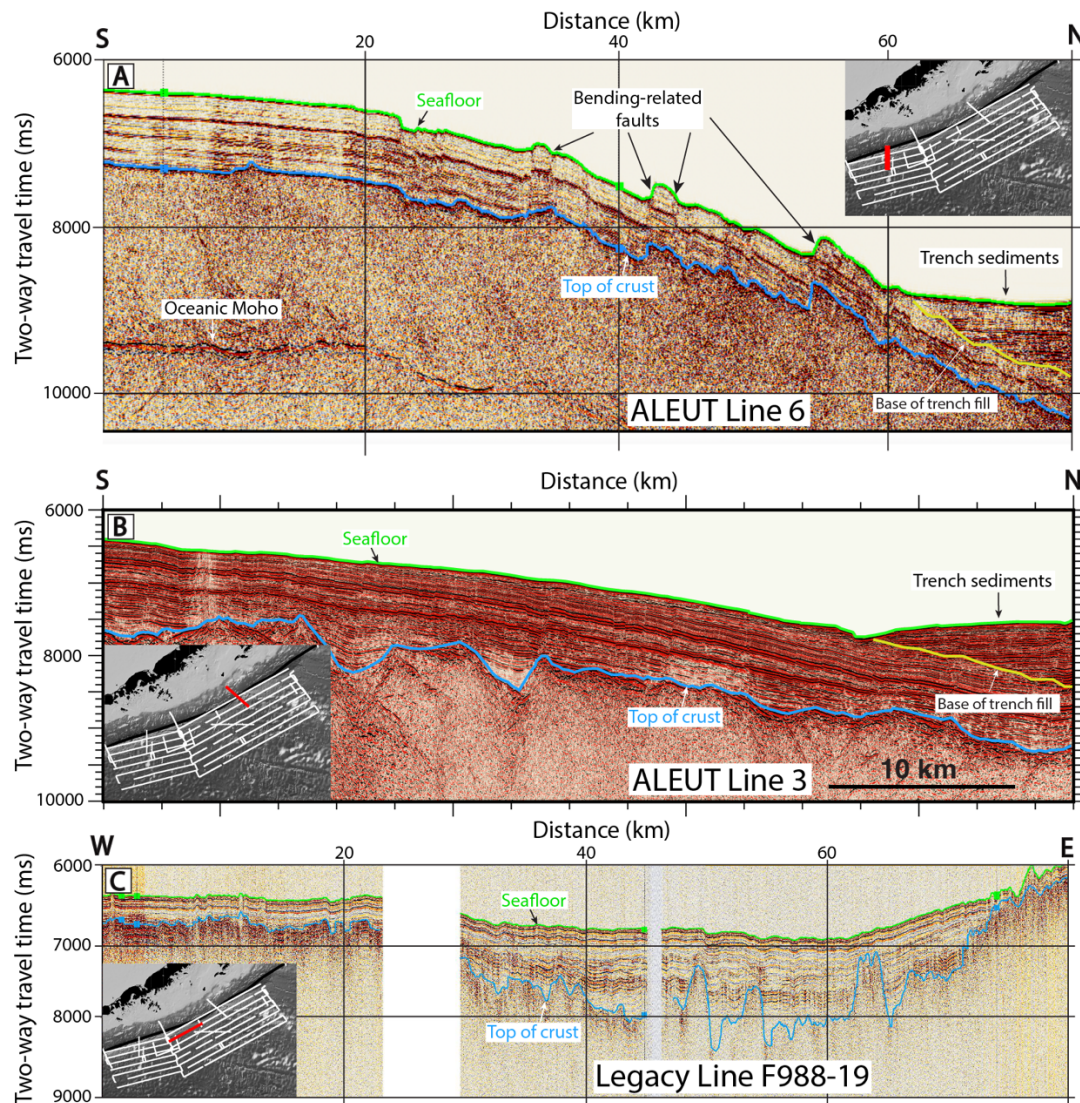 Distance (km)
S
20
40
60
N
6000
A
Seafloor
Bending-related
faults
Two-way travel time (ms)
8000
Trench sediments
Top of crust
Oceanic Moho
10000
Base of trench fill
ALEUT Line 6
S
Distance (km)
N
6000
B
Seafloor
Trench sediments
Two-way travel time (ms)
8000
Base of trench fill
Top of crust
10 km
ALEUT Line 3
10000
Distance (km)
W
20
40
60
E
6000
C
Seafloor
Two-way travel time (ms)
7000
8000
Top of crust
Legacy Line F988-19
9000